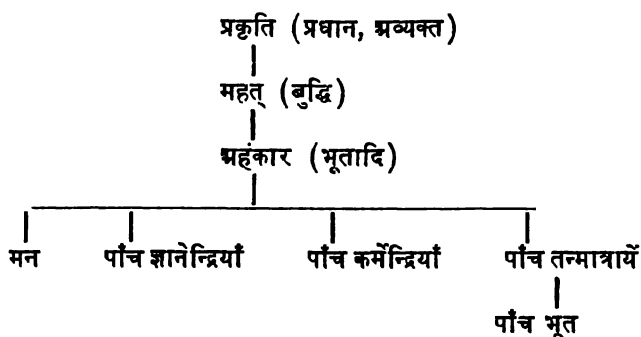 प्रकृति (प्रधान, अव्यक्त)
महत् (बुद्धि)
अहंकार (भूतादि)
मन पाँच ज्ञानेन्द्रियाँ पाँच कर्मेन्द्रियाँ पाँच तन्मात्रायें
पाँच भूत